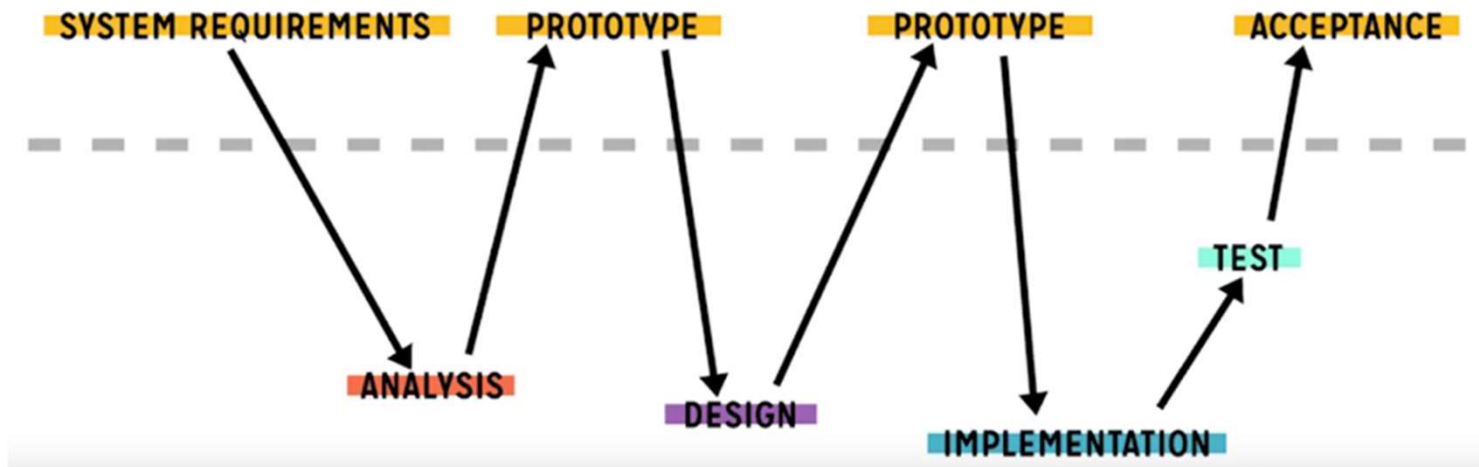 SYSTEM REQUIREMENTS
PROTOTYPE
PROTOTYPE
ACCEPTANCE
TEST
ANALYSIS
DESIGN
IMPLEMENTATION